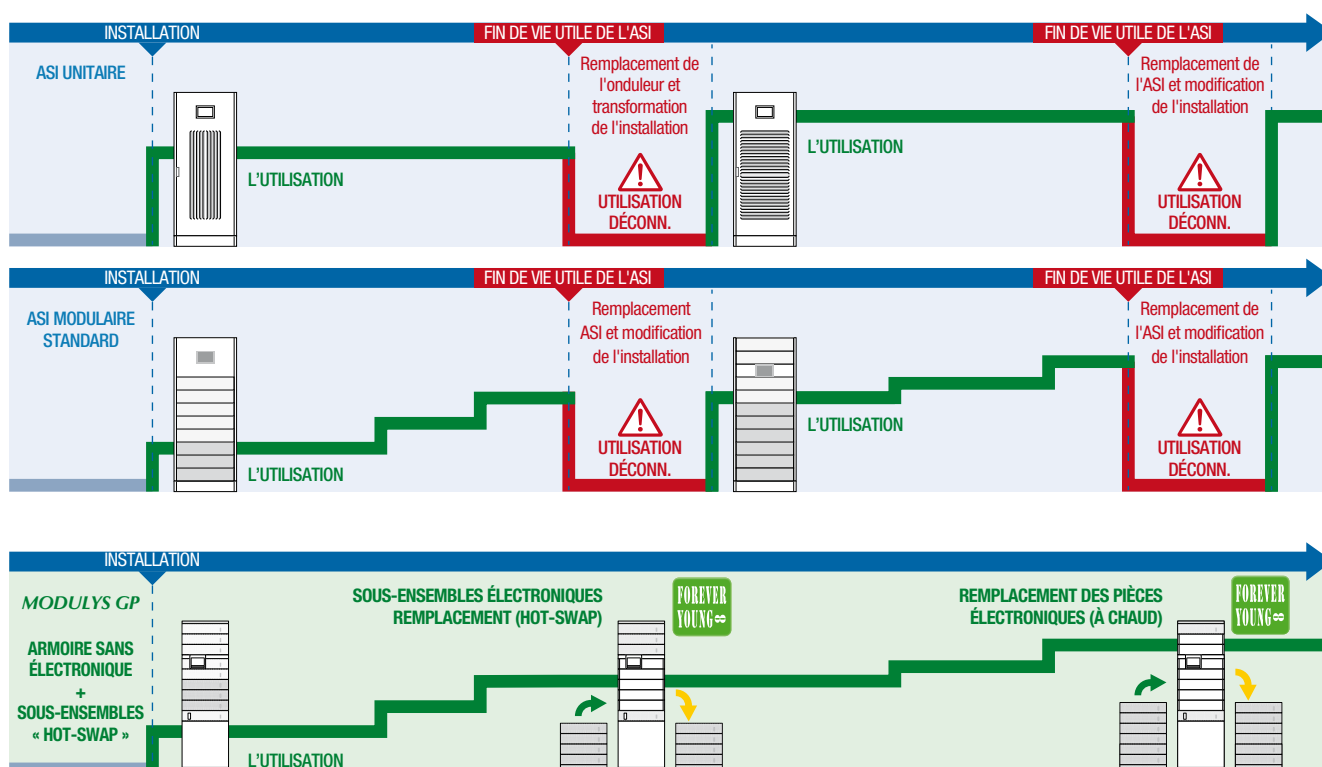 INSTALLATION
FIN DE VIE UTILE DE L'ASI
FIN DE VIE UTILE DE L'ASI
ASI UNITAIRE
L'UTILISATION
Remplacement de
l'onduleur et
transformation
de l'installation
UTILISATION
DÉCONN.
L'UTILISATION
Remplacement de
l'ASI et modification
de l'installation
UTILISATION
DÉCONN.
INSTALLATION
FIN DE VIE UTILE DE L'ASI
FIN DE VIE UTILE DE L'ASI
ASI MODULAIRE
STANDARD
L'UTILISATION
Remplacement
ASI et modification
de l'installation
UTILISATION
DÉCONN.
L'UTILISATION
Remplacement de
l'ASI et modification
de l'installation
UTILISATION
DÉCONN.
INSTALLATION
MODULYS GP
ARMOIRE SANS
ÉLECTRONIQUE
+
SOUS-ENSEMBLES
« HOT-SWAP »
L'UTILISATION
SOUS-ENSEMBLES ÉLECTRONIQUES
REMPLACEMENT (HOT-SWAP)
FOREVER
YOUNG∞
REMPLACEMENT DES PIÈCES
ÉLECTRONIQUES (À CHAUD)
FOREVER
YOUNG∞